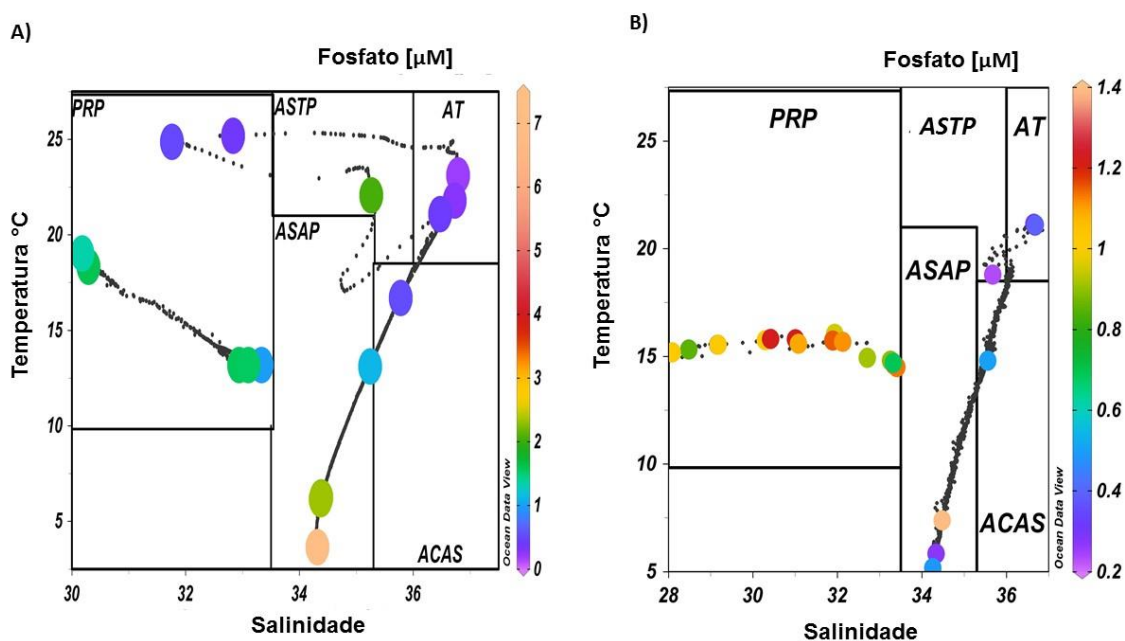 A)
Fosfato [µM]
PRP
ASTP
AT
ASAP
ACAS
25
20
15
10
5
30
32
34
36
Temperatura °C
Salinidade
7
6
5
4
3
2
1
0
Ocean Data View
B)
Fosfato [µM]
PRP
ASTP
AT
ASAP
ACAS
25
20
15
10
5
28
30
32
34
36
Temperatura °C
Salinidade
1.4
1.2
1
0.8
0.6
0.4
0.2
Ocean Data View